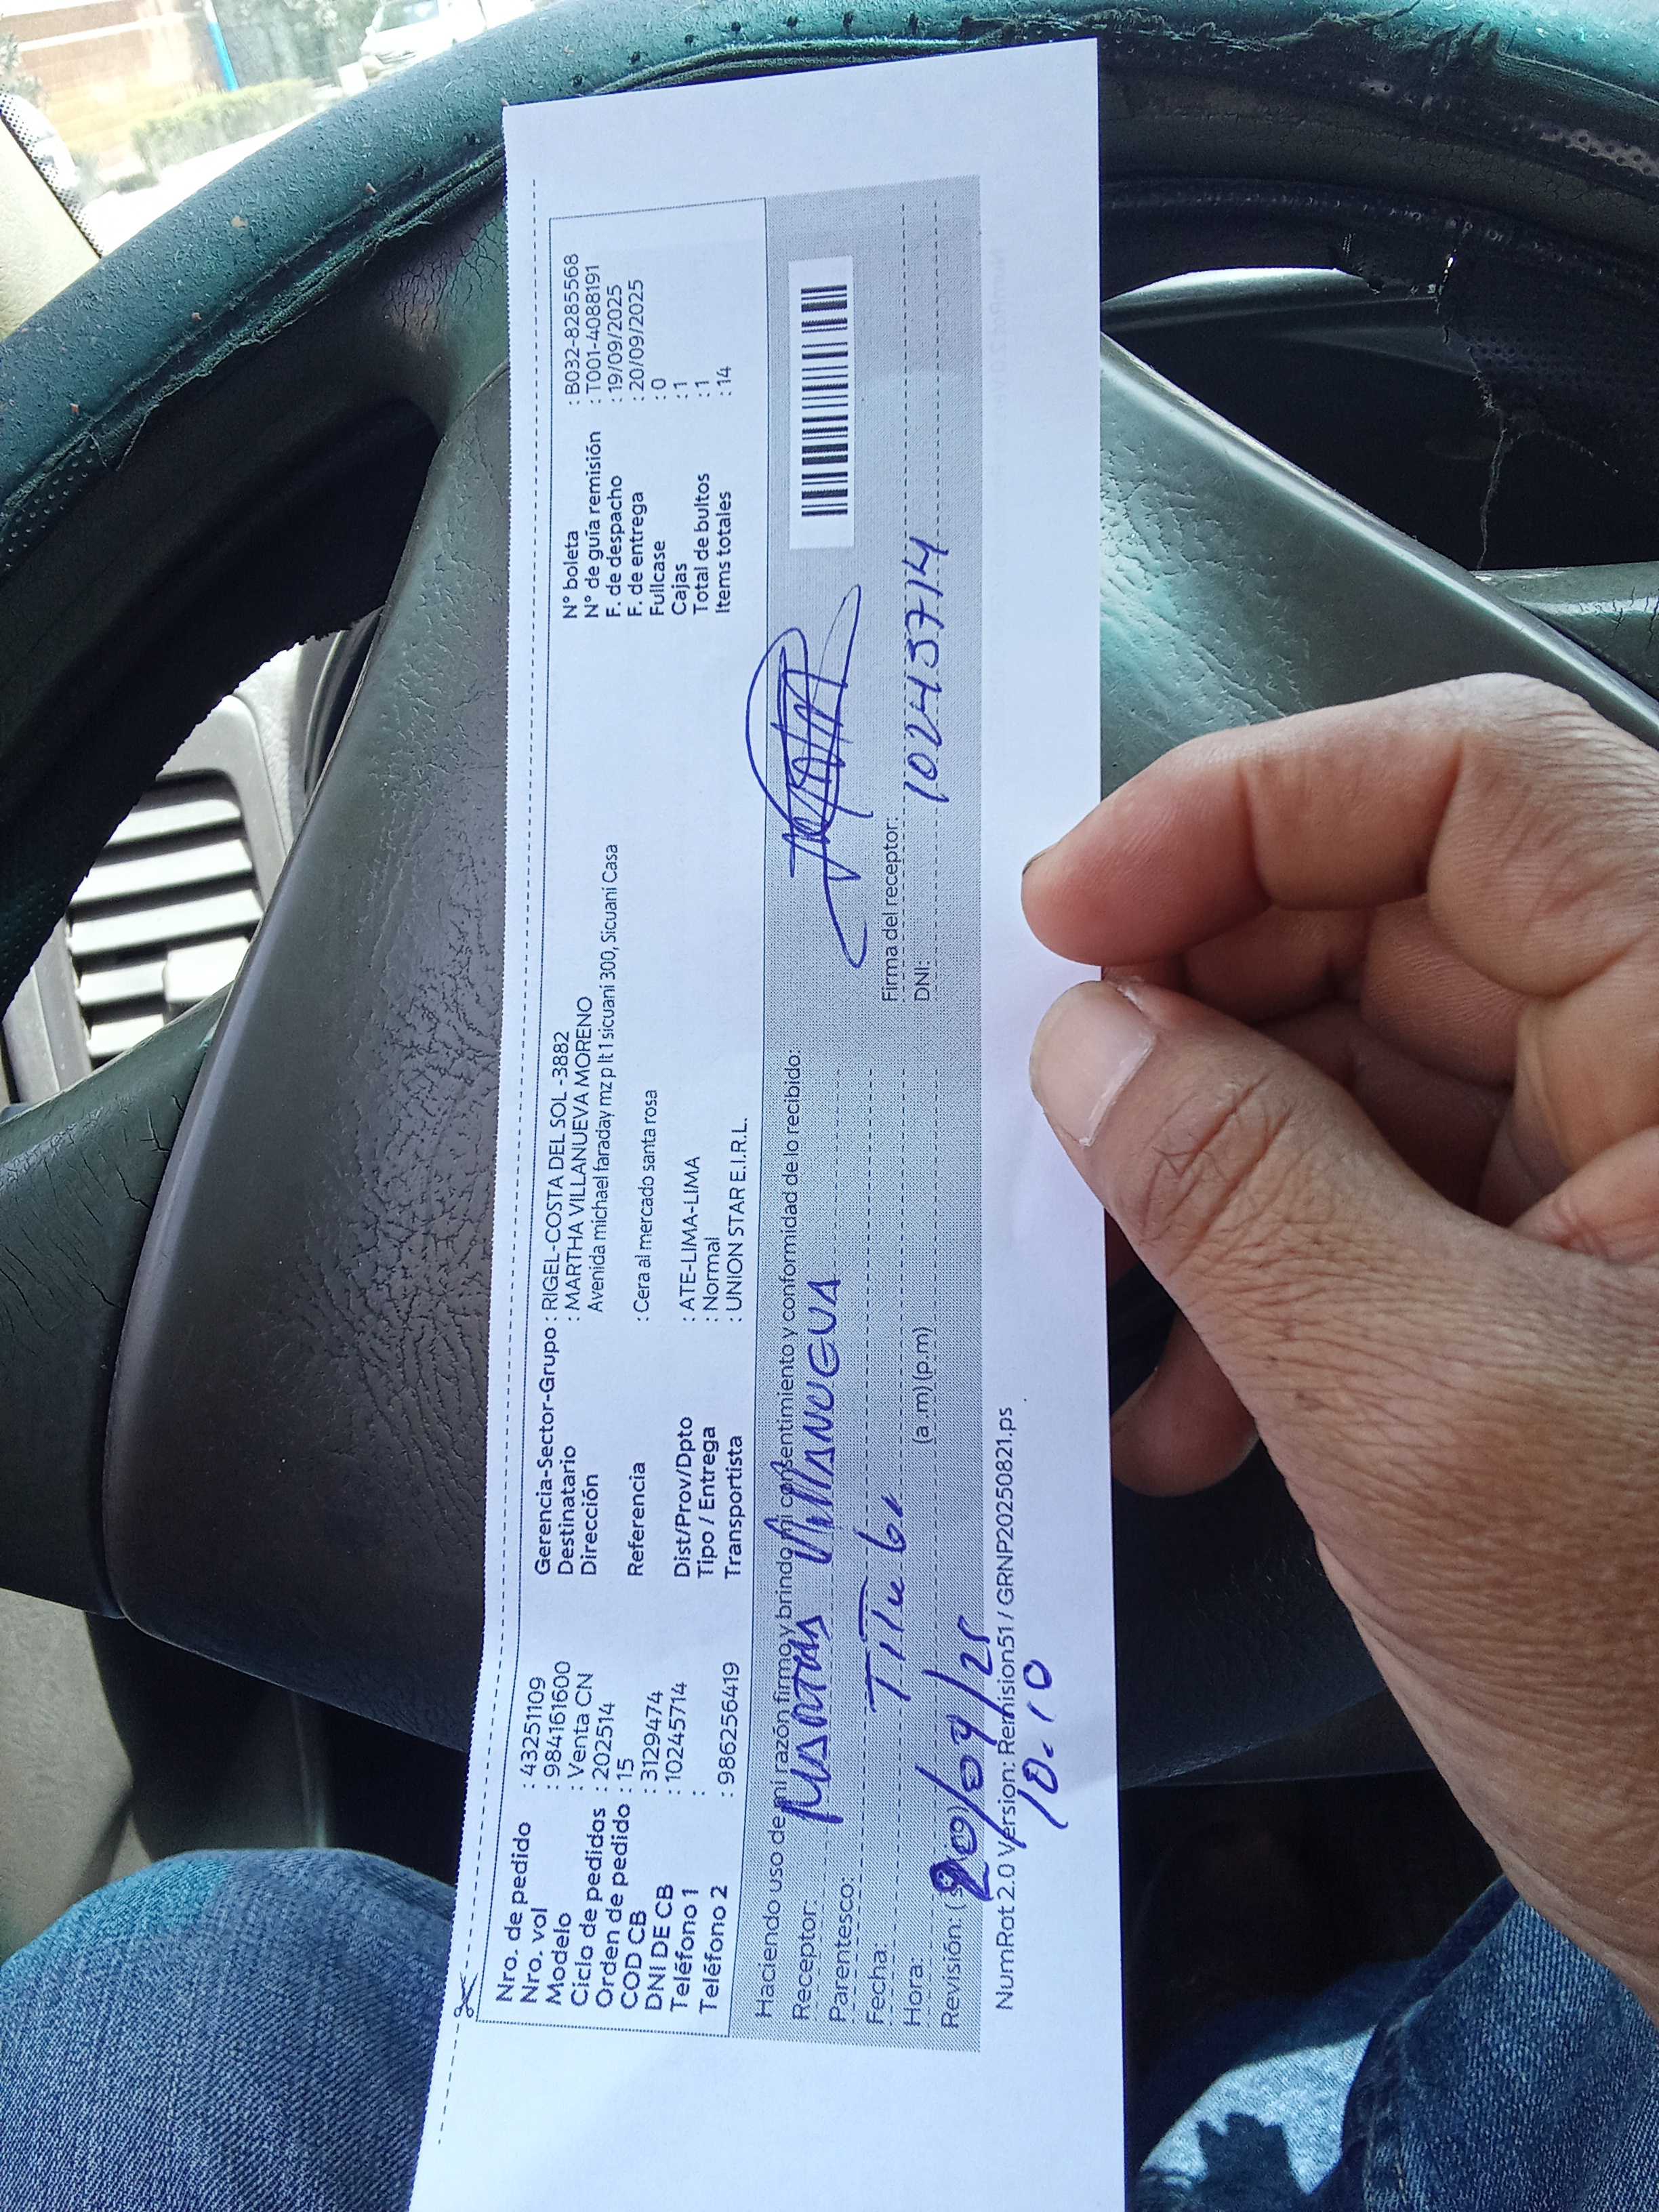 Nro. de pedido : 43251109
Nro. vol : 984161600
Modelo : Venta CN
Ciclo de pedidos : 202514
Orden de pedido : 15
COD CB : 3129474
DNI DE CB : 10245714
Teléfono 1 :
Teléfono 2 : 986256419
Gerencia-Sector-Grupo : RIGEL-COSTA DEL SOL -3882
Destinatario : MARTHA VILLANUEVA MORENO
Dirección Avenida michael faraday mz p lt 1 sicuani 300, Sicuani Casa
Referencia : Cera al mercado santa rosa
Dist/Prov/Dpto : ATE-LIMA-LIMA
Tipo / Entrega : Normal
Transportista : UNION STAR E.I.R.L.
N° boleta : B032-8285568
N° de guía remisión : T001-4088191
F. de despacho : 19/09/2025
F. de entrega : 20/09/2025
Fullcase : 0
Cajas : 1
Total de bultos : 1
Items totales : 14
Haciendo uso de mi razón firmo y brindo mi consentimiento y conformidad de lo recibido:
Receptor: Villanueva
Parentesco:
Fecha: 20/09/25
Hora: 10.10 (a.m) (p.m)
Revisión: (
Firma del receptor:
DNI:
NumRot 2.0 Version: Remision51 / GRNP20250821.ps